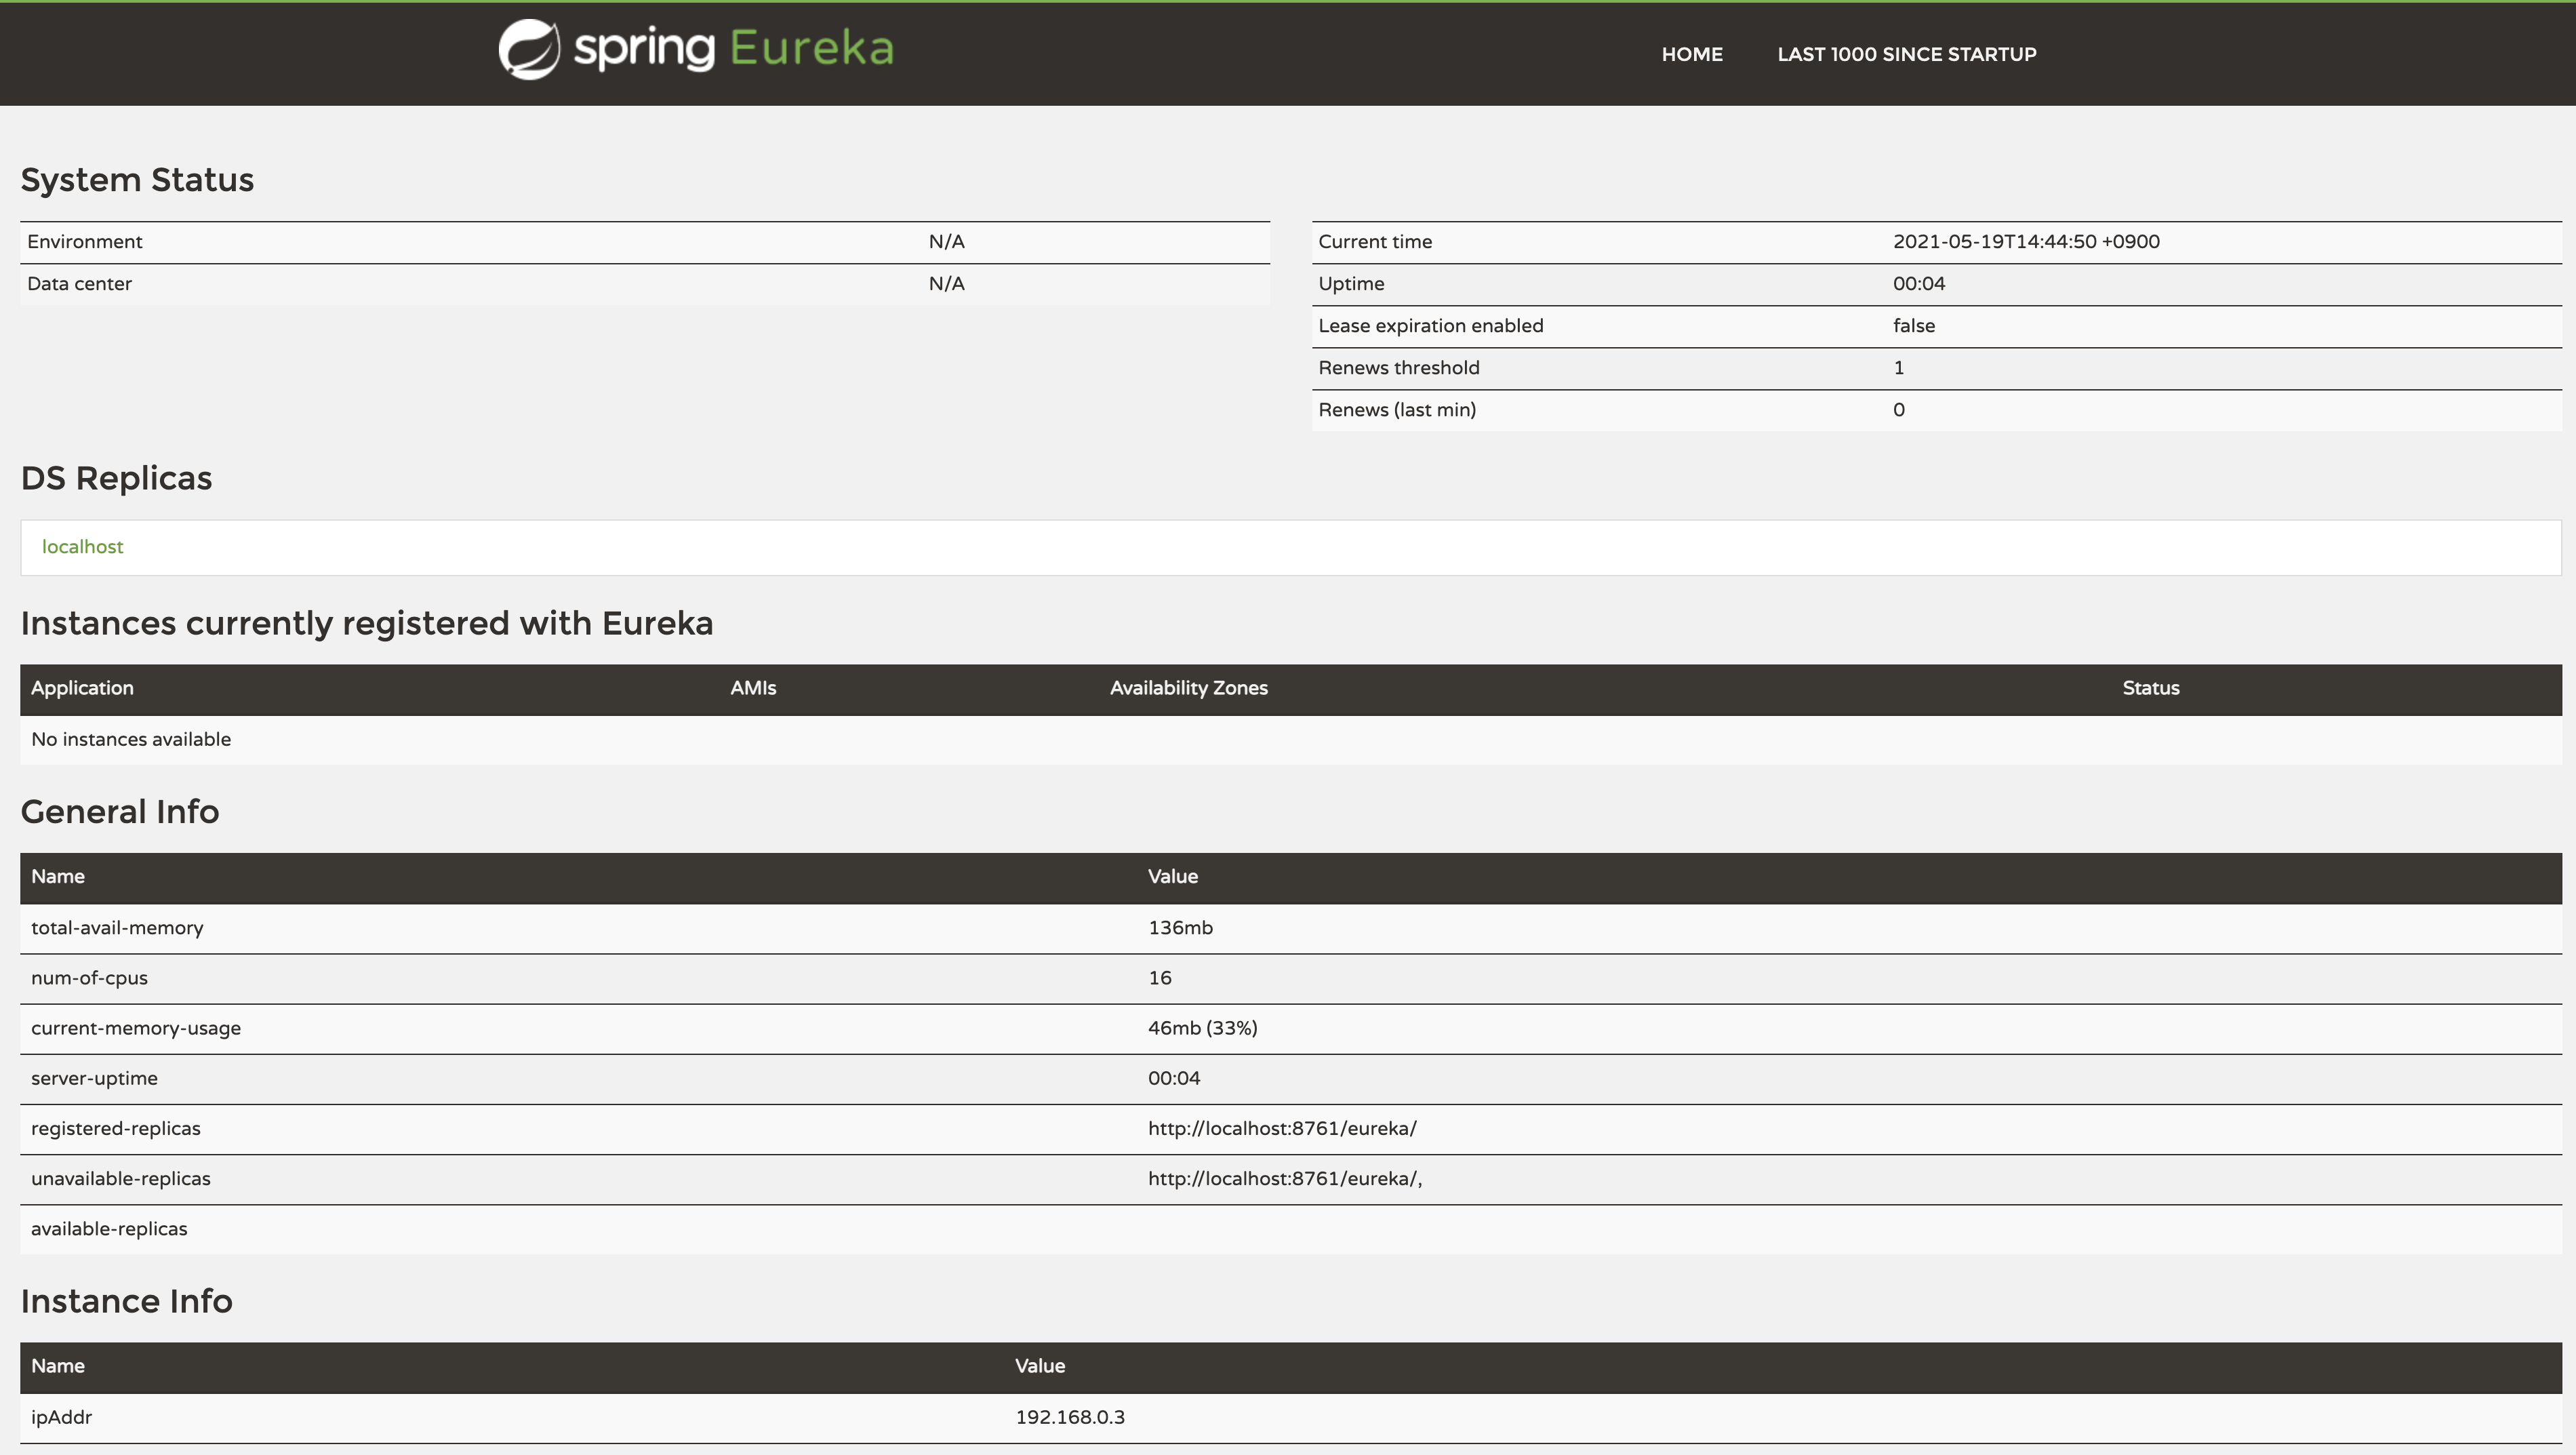 spring Eureka
HOME LAST 1000 SINCE STARTUP
System Status
Environment N/A
Data center N/A
Current time 2021-05-19T14:44:50 +0900
Uptime 00:04
Lease expiration enabled false
Renews threshold 1
Renews (last min) 0
DS Replicas
localhost
Instances currently registered with Eureka
Application AMIs Availability Zones Status
No instances available
General Info
Name Value
total-avail-memory 136mb
num-of-cpus 16
current-memory-usage 46mb (33%)
server-uptime 00:04
registered-replicas http://localhost:8761/eureka/
unavailable-replicas http://localhost:8761/eureka/,
available-replicas
Instance Info
Name Value
ipAddr 192.168.0.3